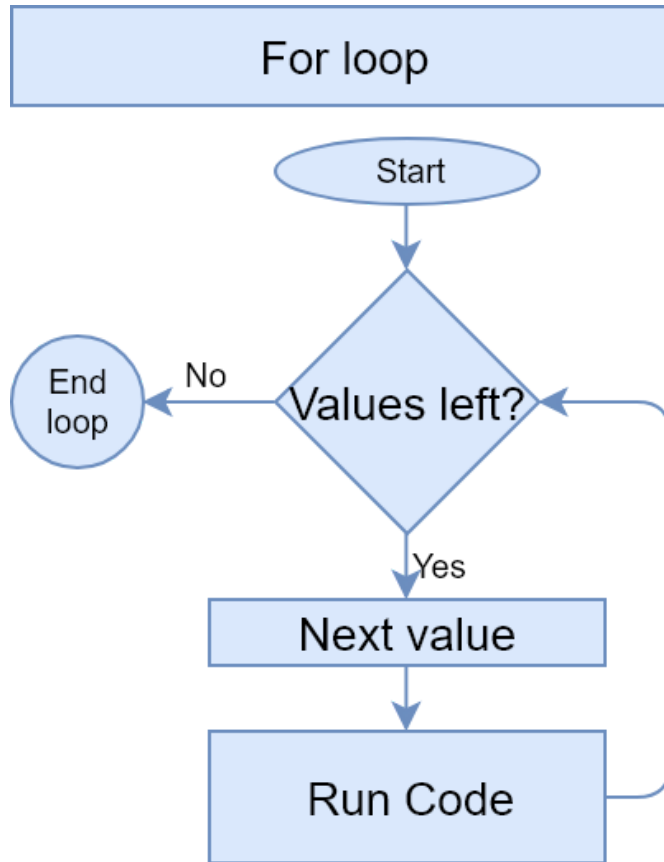 For loop
Start
Values left?
No
End
loop
Yes
Next value
Run Code